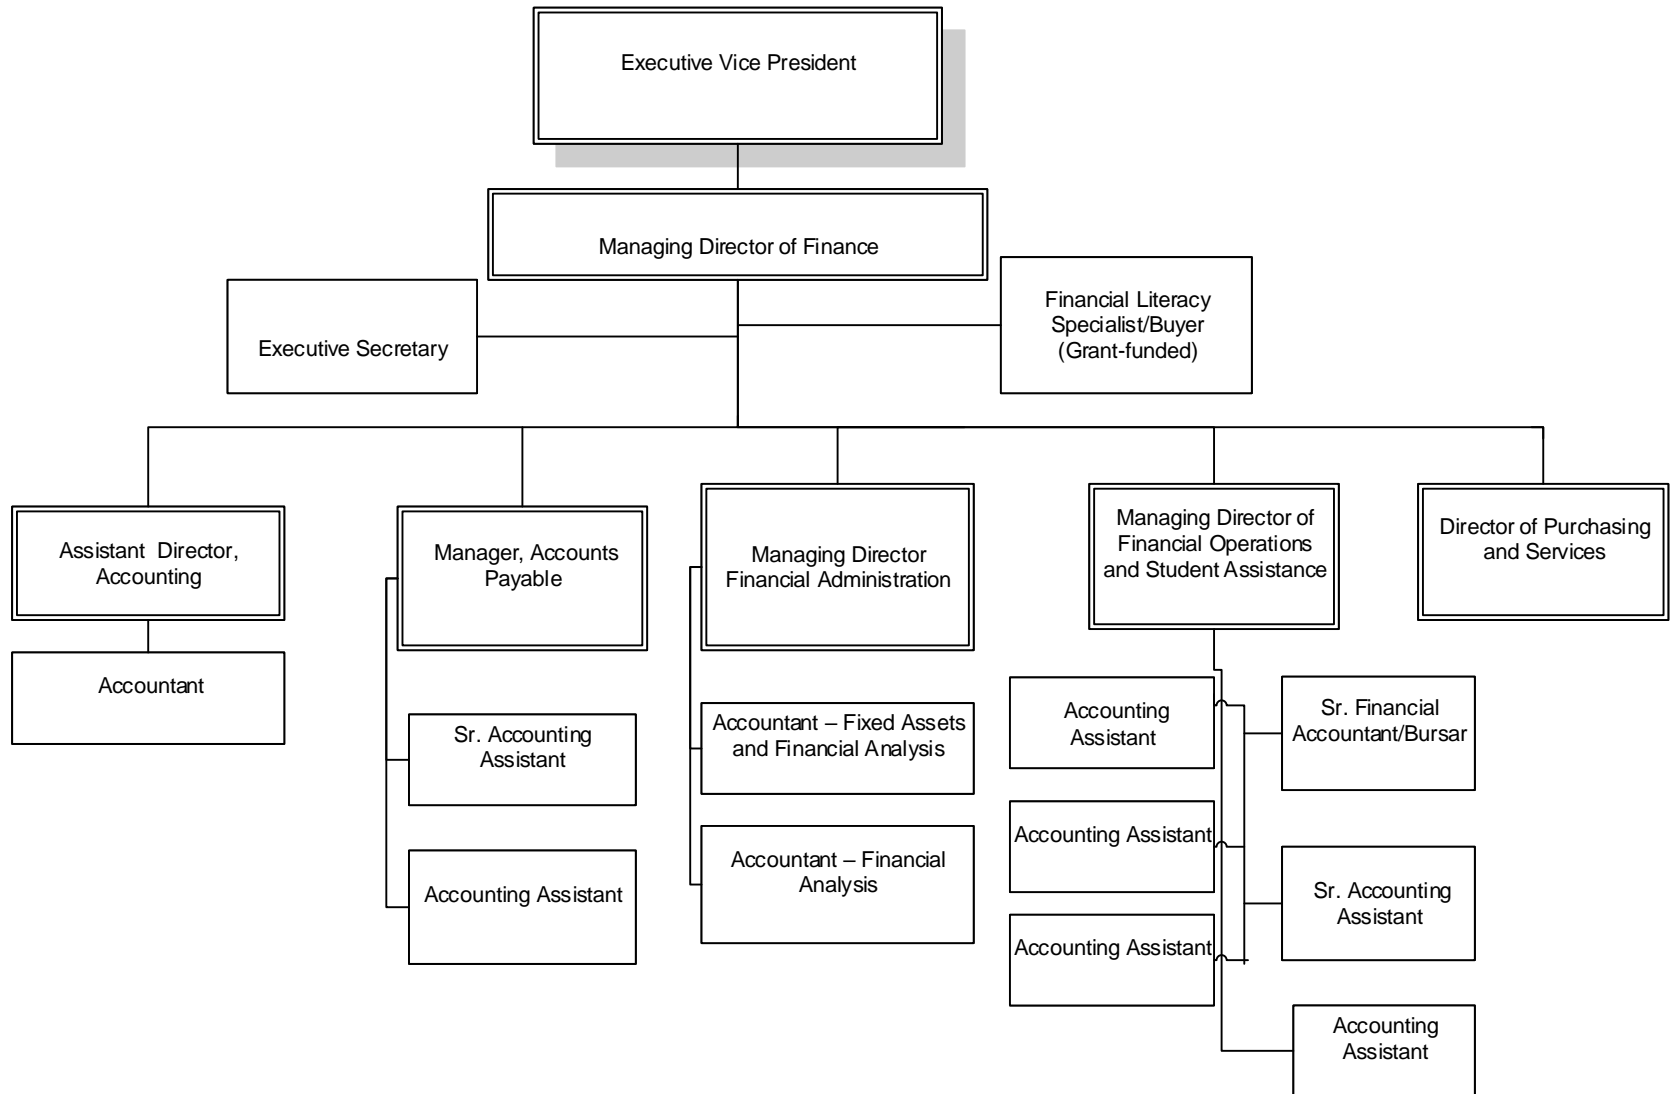 Executive Vice President
Managing Director of Finance
Executive Secretary
Financial Literacy
Specialist/Buyer
(Grant-funded)
Assistant Director,
Accounting
Manager, Accounts
Payable
Managing Director
Financial Administration
Managing Director of
Financial Operations
and Student Assistance
Director of Purchasing
and Services
Accountant
Sr. Accounting
Assistant
Accounting Assistant
Accountant – Fixed Assets
and Financial Analysis
Accountant – Financial
Analysis
Accounting
Assistant
Accounting Assistant
Accounting Assistant
Sr. Financial
Accountant/Bursar
Sr. Accounting
Assistant
Accounting
Assistant